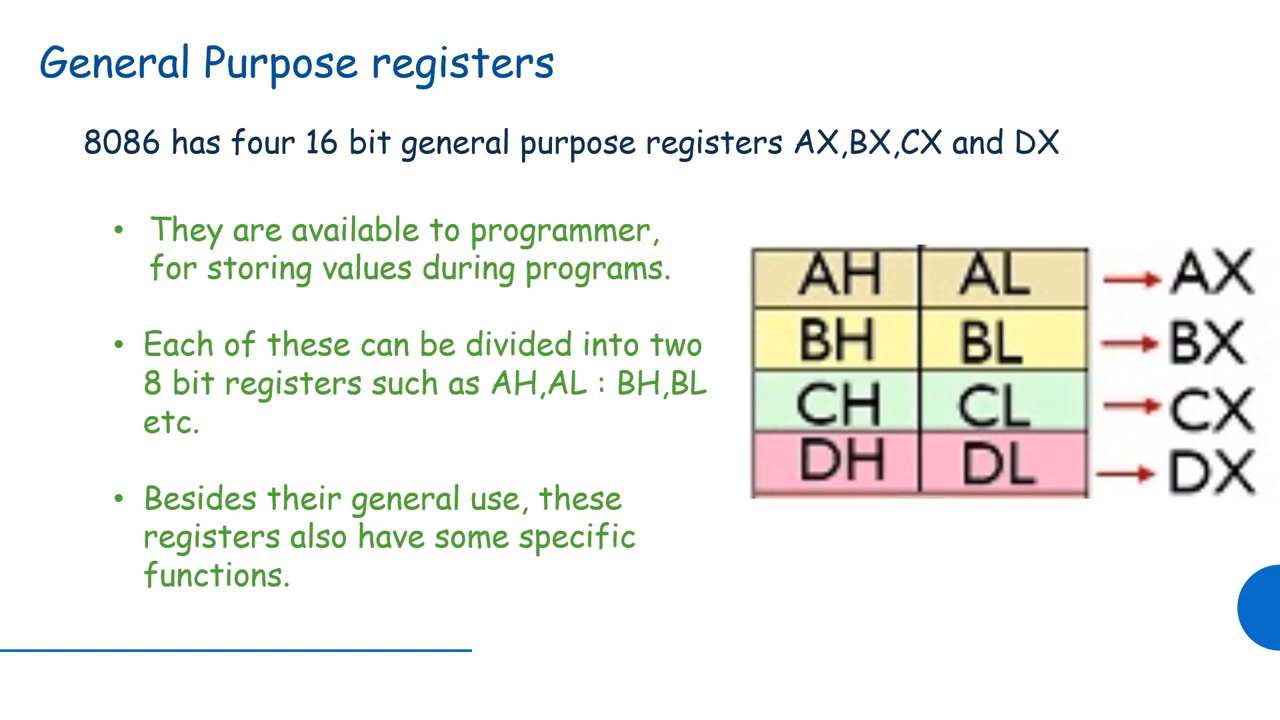 General Purpose registers
8086 has four 16 bit general purpose registers AX,BX,CX and DX
• They are available to programmer,
for storing values during programs.
• Each of these can be divided into two
8 bit registers such as AH,AL : BH,BL
etc.
• Besides their general use, these
registers also have some specific
functions.
AH AL → AX
BH BL → BX
CH CL → CX
DH DL → DX